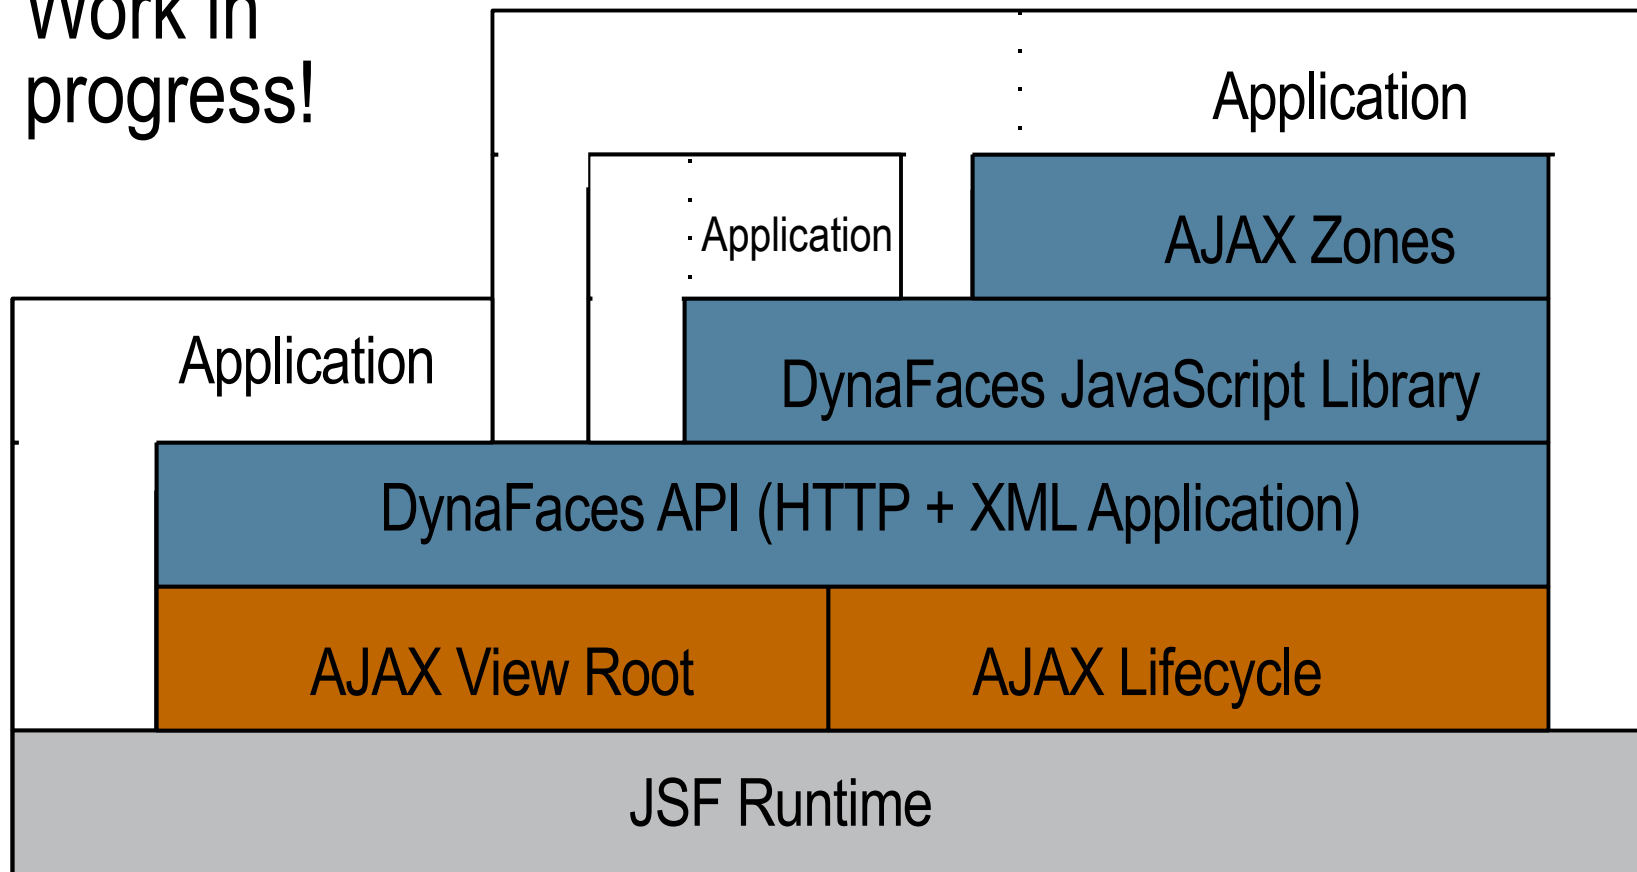 Work in
progress!
Application
Application
AJAX Zones
Application
DynaFaces JavaScript Library
DynaFaces API (HTTP + XML Application)
AJAX View Root
AJAX Lifecycle
JSF Runtime